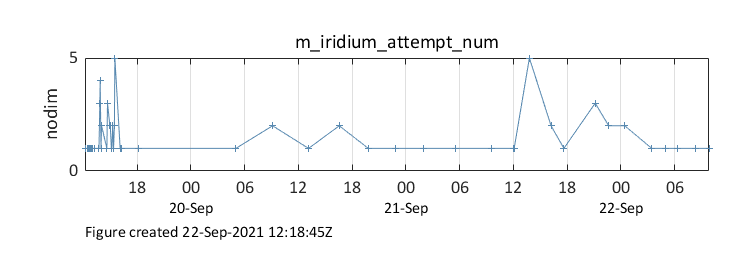 m_iridium_attempt_num
5
nodim
0
18 00 06 12 18 00 06 12 18 00 06
20-Sep 21-Sep 22-Sep
Figure created 22-Sep-2021 12:18:45Z